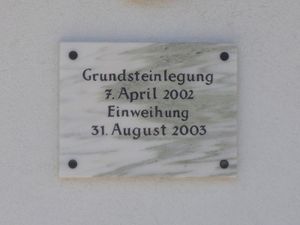 Grundsteinlegung
7. April 2002
Einweihung
31. August 2003